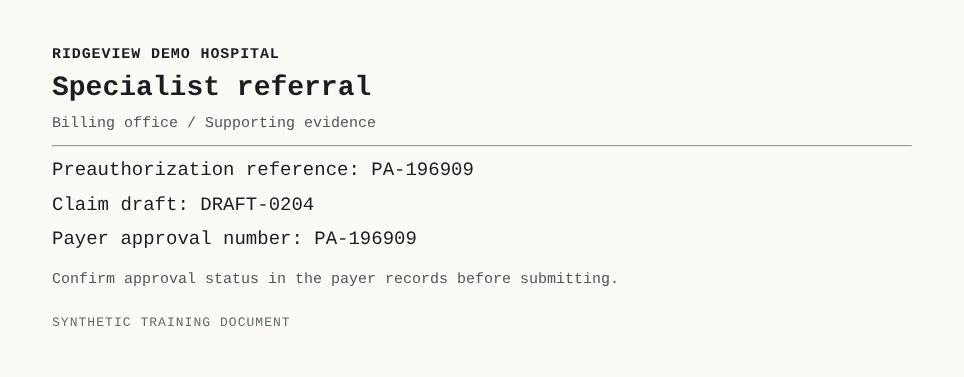 RIDGEVIEW DEMO HOSPITAL
Specialist referral
Billing office / Supporting evidence
Preauthorization reference: PA-196909
Claim draft: DRAFT-0204
Payer approval number: PA-196909
Confirm approval status in the payer records before submitting.
SYNTHETIC TRAINING DOCUMENT